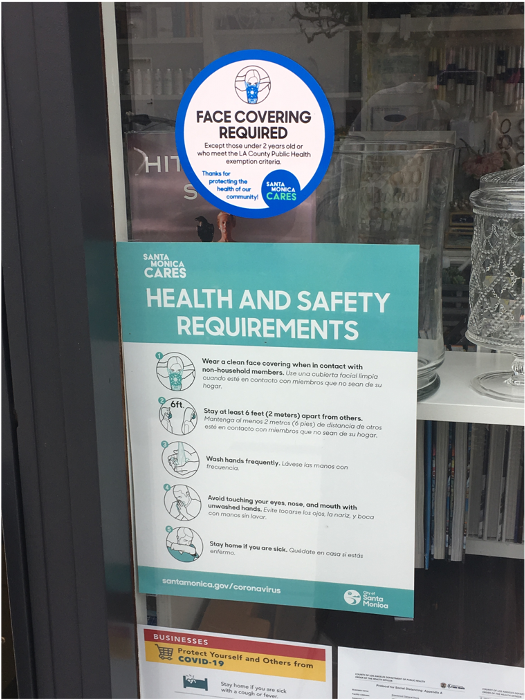 FACE COVERING
REQUIRED
Except those under 2 years old or
who meet the LA County Public Health
exemption criteria.
Thanks for
protecting the
health of our
community!
SANTA
MONICA
CARES
HIT
S
SANTA
MONICA
CARES
HEALTH AND SAFETY
REQUIREMENTS
1
Wear a clean face covering when in contact with
non-household members. Use una cubierta facial limpia
cuando esté en contacto con miembros que no sean de su
hogar.
2
6ft
Stay at least 6 feet (2 meters) apart from others.
Mantenga al menos 2 metros (6 pies) de distancia de otros
esté en contacto con miembros que no sean de su hogar.
3
Wash hands frequently. Lávese las manos con
frecuencia.
4
Avoid touching your eyes, nose, and mouth with
unwashed hands. Evite tocarse los ojos, la nariz, y boca
con manos sin lavar.
5
Stay home if you are sick. Quédate en casa si estás
enfermo.
santamonica.gov/coronavirus
City of
Santa
Monica
BUSINESSES
Protect Yourself and Others from
COVID-19
Stay home if you are sick
with a cough or fever.